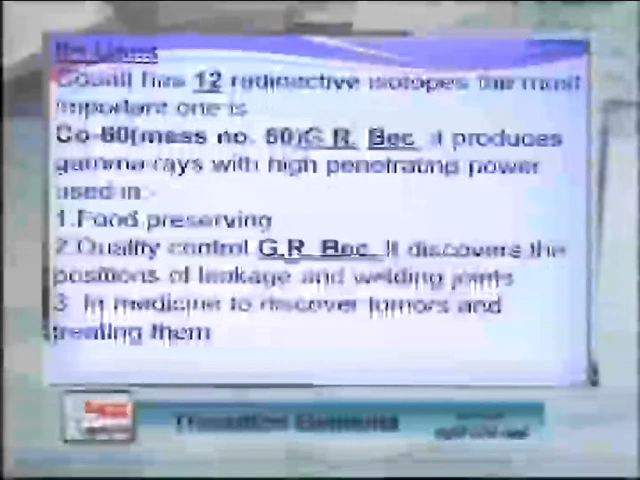 Its Uses
Cobalt has 12 radioactive isotopes the most
important one is
Co-60(mass no. 60)G.R. Bec. it produces
gamma rays with high penetrating power
used in:-
1.Food preserving
2.Quality control G.R. Bec. It discovers the
positions of leakage and welding joints
3- In medicine to discover tumors and
treating them
Transition Elements